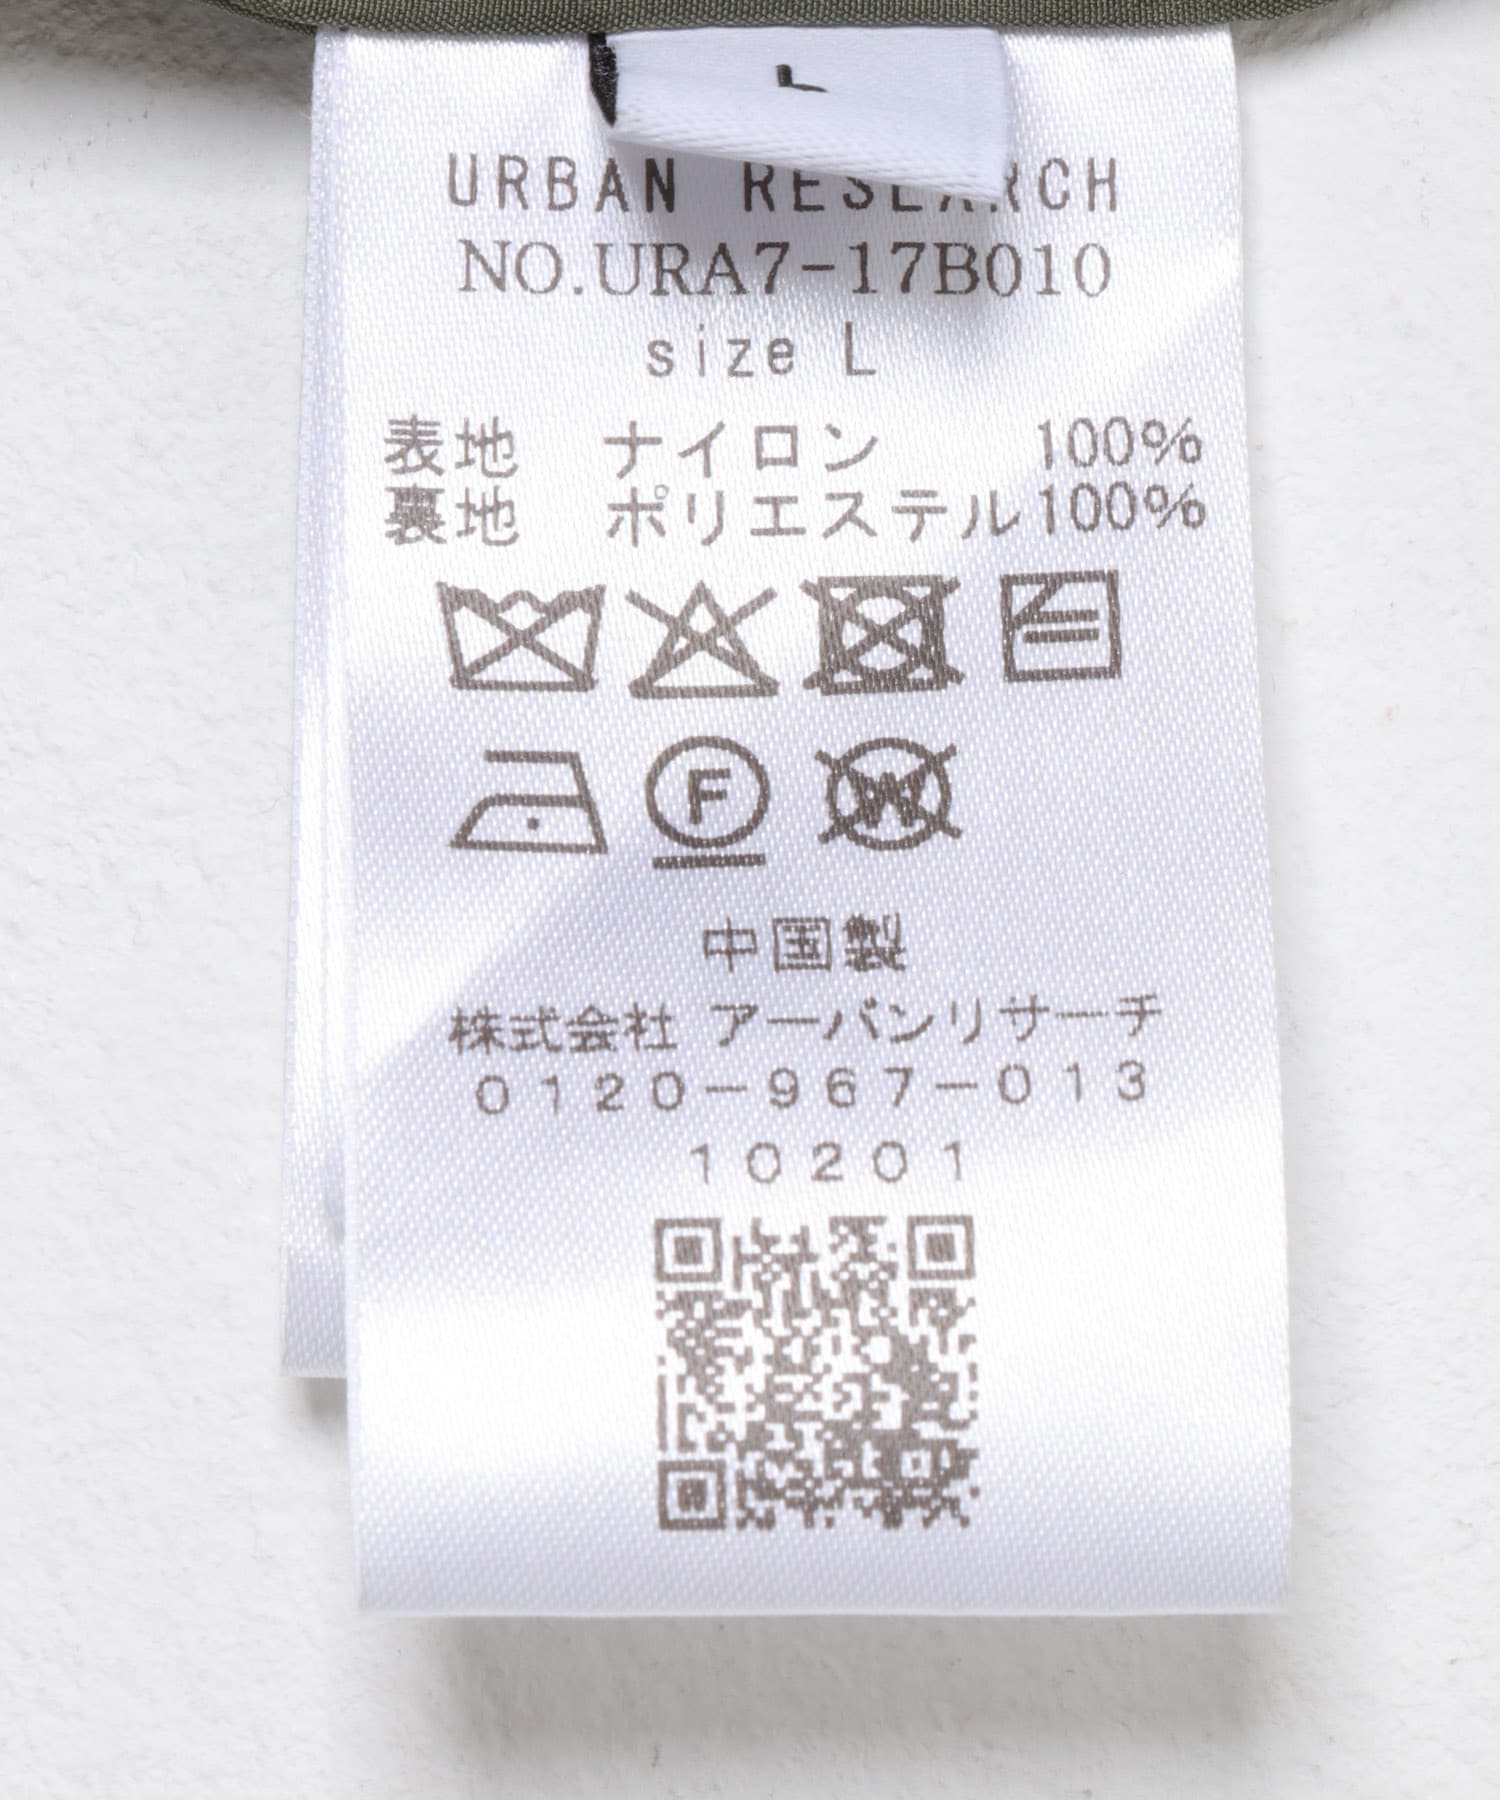 L
URBAN RESEARCH
NO.URA7-17B010
size L
表地 ナイロン 100%
裏地 ポリエステル100%
F
W
中国製
株式会社 アーバンリサーチ
0120-967-013
10201